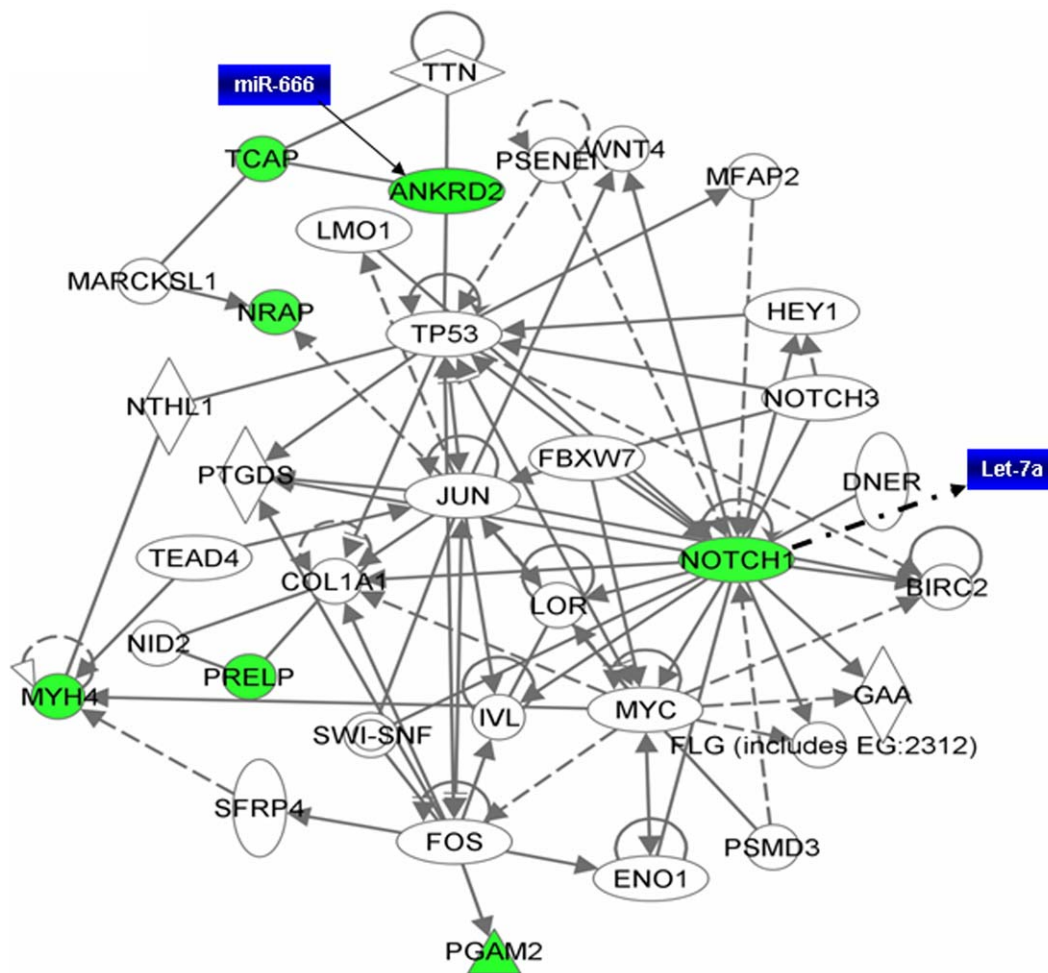 TTN
miR-666
TCAP
PSENEN
WNT4
MFAP2
ANKRD2
LMO1
MARCKSL1
NRAP
HEY1
TP53
NTHL1
NOTCH3
PTGDS
FBXW7
DNER
Let-7a
JUN
TEAD4
NOTCH1
COL1A1
LOR
BIRC2
NID2
PRELP
MYH4
IVL
MYC
GAA
SWI-SNF
FLG (includes EG:2312)
SFRP4
FOS
PSMD3
ENO1
PGAM2